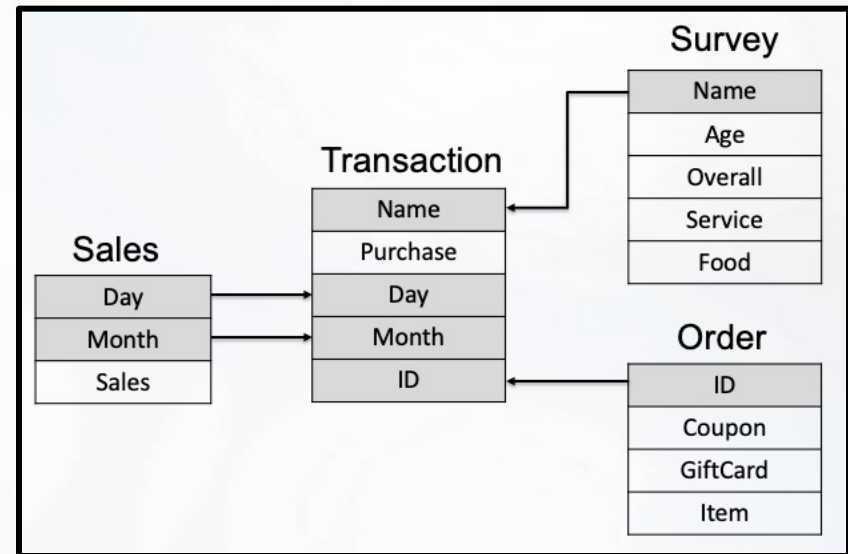 Sales
Day
Month
Sales
Transaction
Name
Purchase
Day
Month
ID
Survey
Name
Age
Overall
Service
Food
Order
ID
Coupon
GiftCard
Item